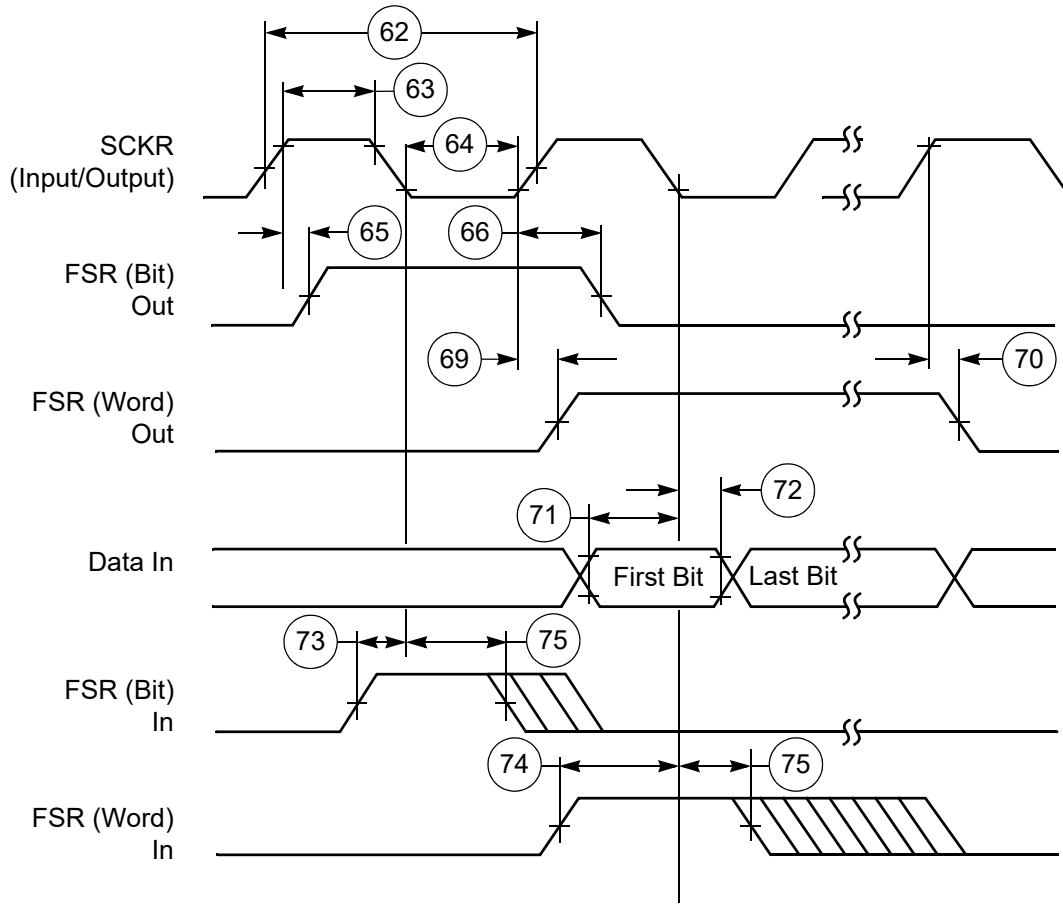 62
63
SCKR
(Input/Output)
64
65
66
FSR (Bit)
Out
69
70
FSR (Word)
Out
71
72
Data In
First Bit
Last Bit
73
75
FSR (Bit)
In
74
75
FSR (Word)
In